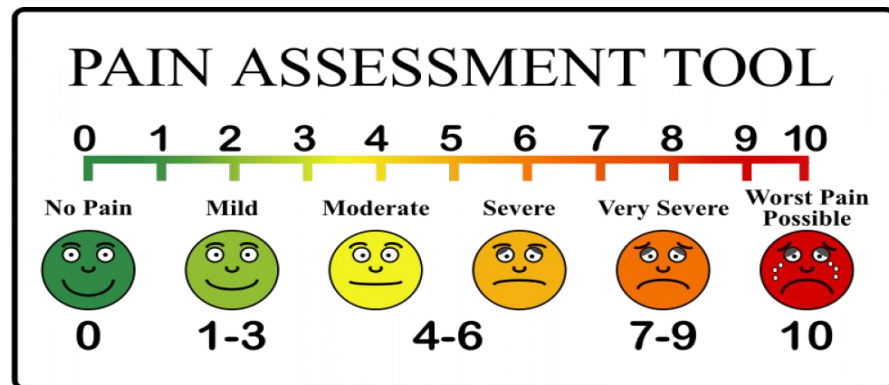 PAIN ASSESSMENT TOOL
0 1 2 3 4 5 6 7 8 9 10
No Pain Mild Moderate Severe Very Severe Worst Pain Possible
0 1-3 4-6 7-9 10